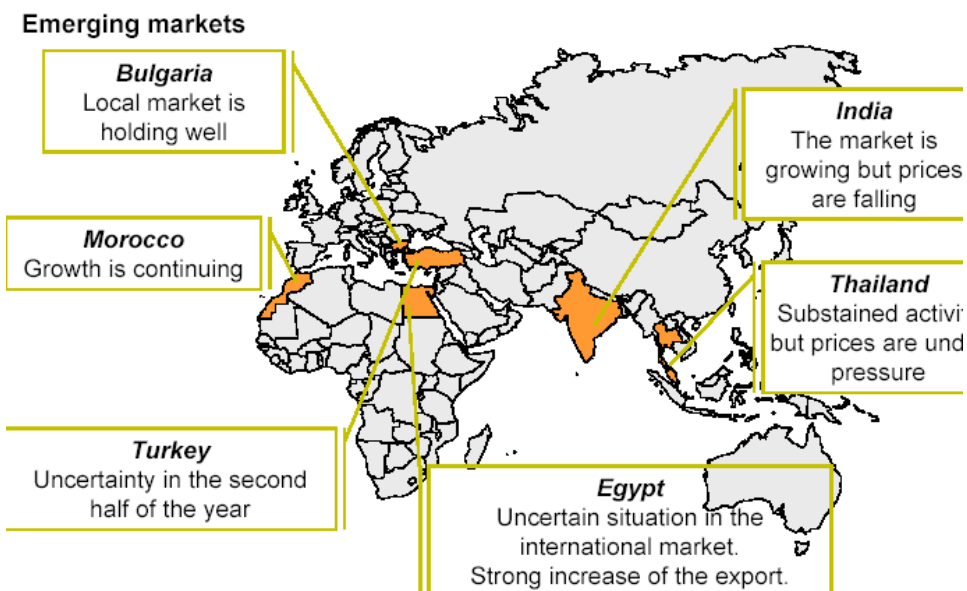 Emerging markets
Bulgaria
Local market is
holding well
India
The market is
growing but prices
are falling
Morocco
Growth is continuing
Thailand
Substained activi
but prices are und
pressure
Turkey
Uncertainty in the second
half of the year
Egypt
Uncertain situation in the
international market.
Strong increase of the export.